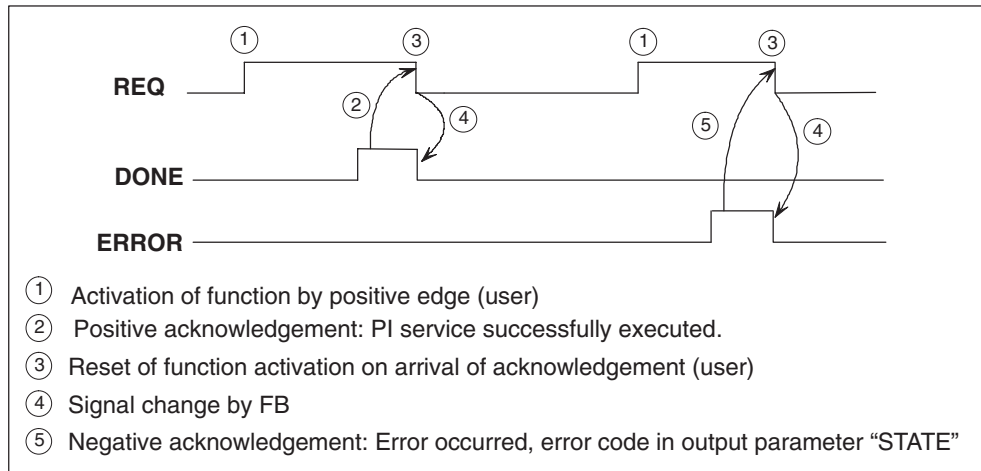 ① ③ ① ③
REQ
② ④ ⑤ ④
DONE
ERROR
① Activation of function by positive edge (user)
② Positive acknowledgement: PI service successfully executed.
③ Reset of function activation on arrival of acknowledgement (user)
④ Signal change by FB
⑤ Negative acknowledgement: Error occurred, error code in output parameter “STATE”